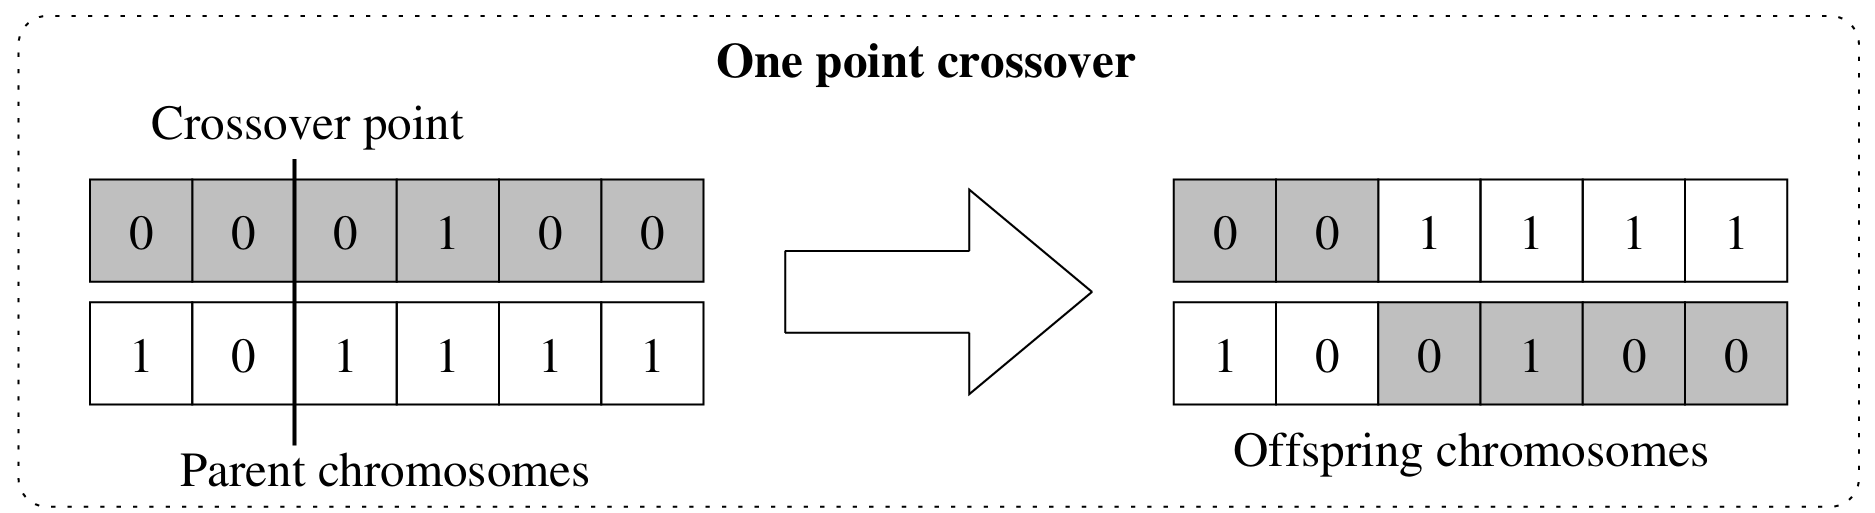 One point crossover
Crossover point
0 0 0 1 0 0
1 0 1 1 1 1
Parent chromosomes
0 0 1 1 1 1
1 0 0 1 0 0
Offspring chromosomes